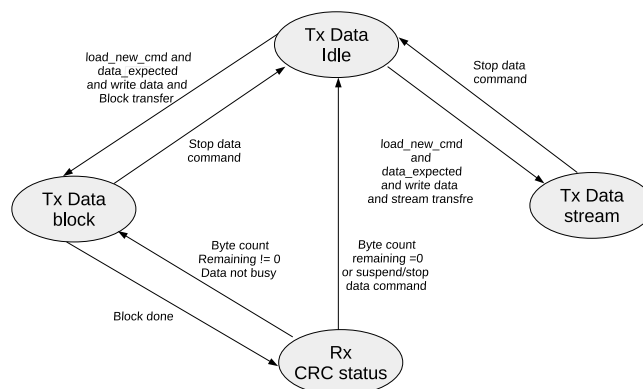 Tx Data
Idle
load_new_cmd and
data_expected
and write data and
Block transfer
Stop data
command
Stop data
command
load_new_cmd
and
data_expected
and write data
and stream transfre
Tx Data
block
Tx Data
stream
Byte count
Remaining != 0
Data not busy
Byte count
remaining =0
or suspend/stop
data command
Block done
Rx
CRC status